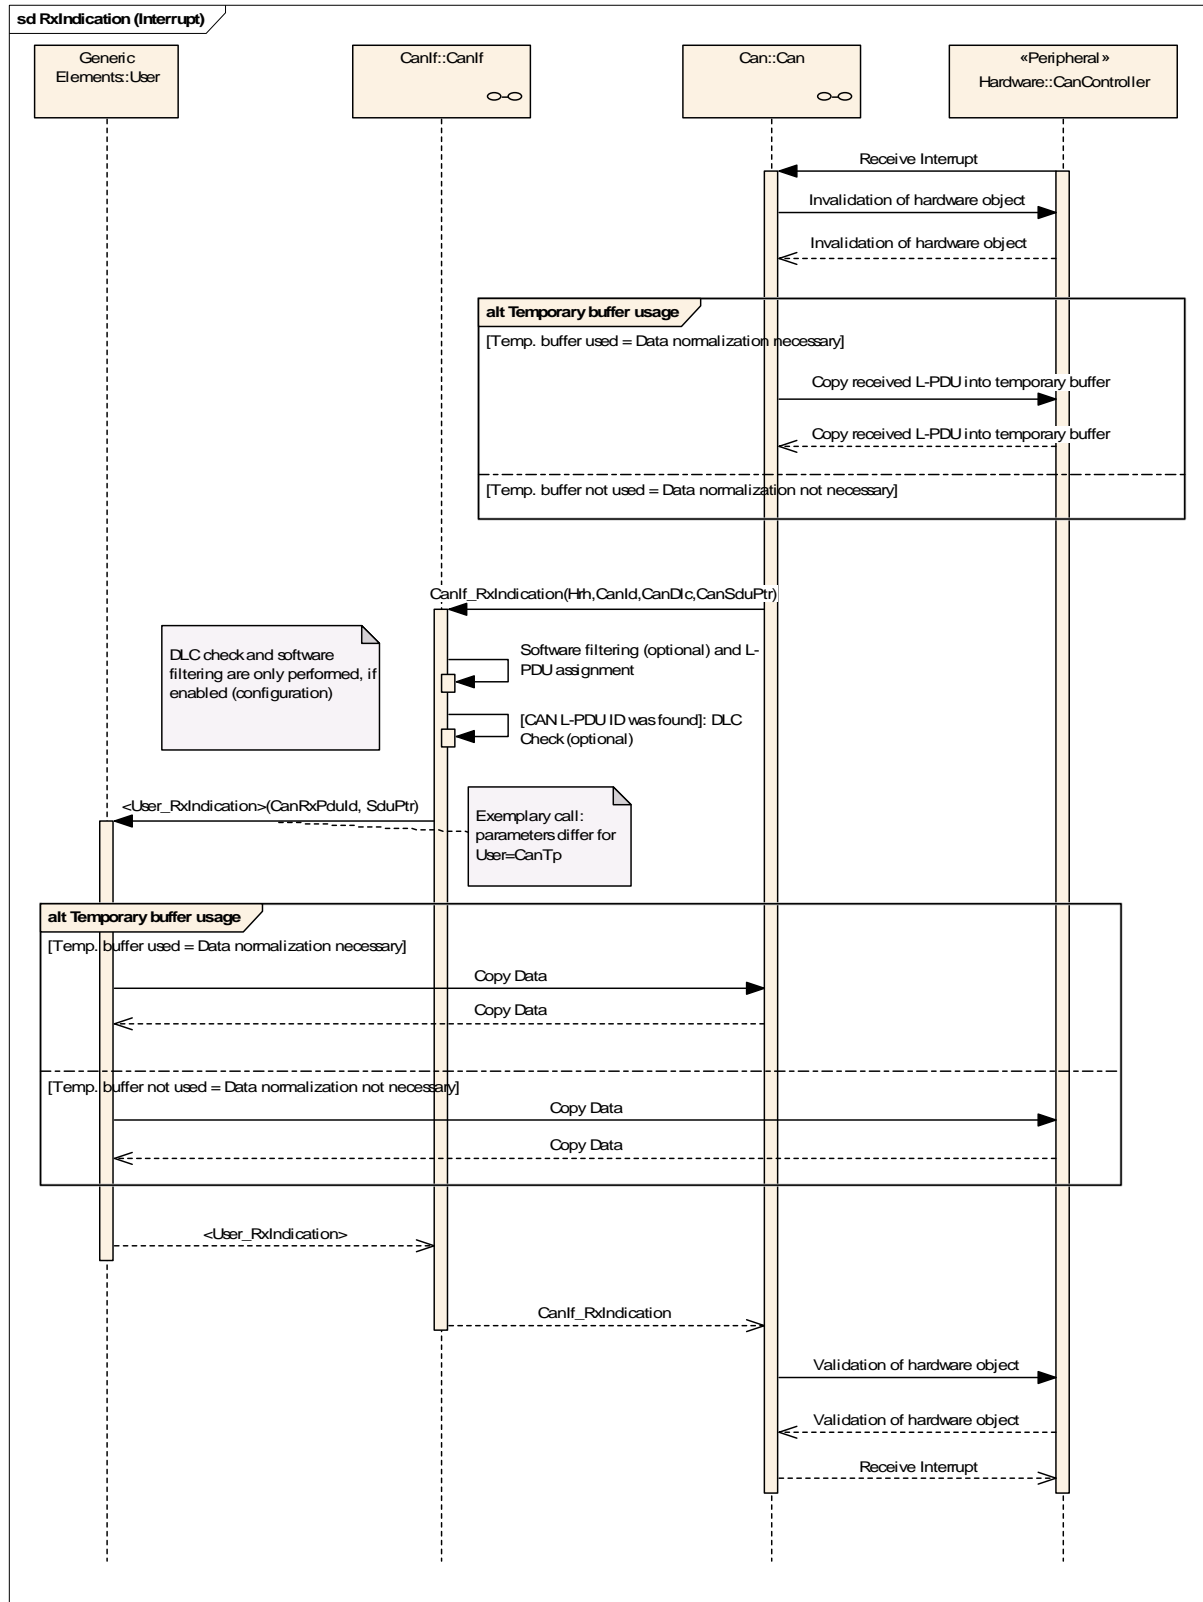 sd RxIndication (Interrupt)
Generic
Elements::User
CanIf::CanIf
Can::Can
«Peripheral»
Hardware::CanController
Receive Interrupt
Invalidation of hardware object
Invalidation of hardware object
alt Temporary buffer usage
[Temp. buffer used = Data normalization necessary]
Copy received L-PDU into temporary buffer
Copy received L-PDU into temporary buffer
[Temp. buffer not used = Data normalization not necessary]
CanIf_RxIndication(Hrh,CanId,CanDlc,CanSduPtr)
DLC check and software
filtering are only performed, if
enabled (configuration)
Software filtering (optional) and L-
PDU assignment
[CAN L-PDU ID was found]: DLC
Check (optional)
<User_RxIndication>(CanRxPduId, SduPtr)
Exemplary call:
parameters differ for
User=CanTp
alt Temporary buffer usage
[Temp. buffer used = Data normalization necessary]
Copy Data
Copy Data
[Temp. buffer not used = Data normalization not necessary]
Copy Data
Copy Data
<User_RxIndication>
CanIf_RxIndication
Validation of hardware object
Validation of hardware object
Receive Interrupt